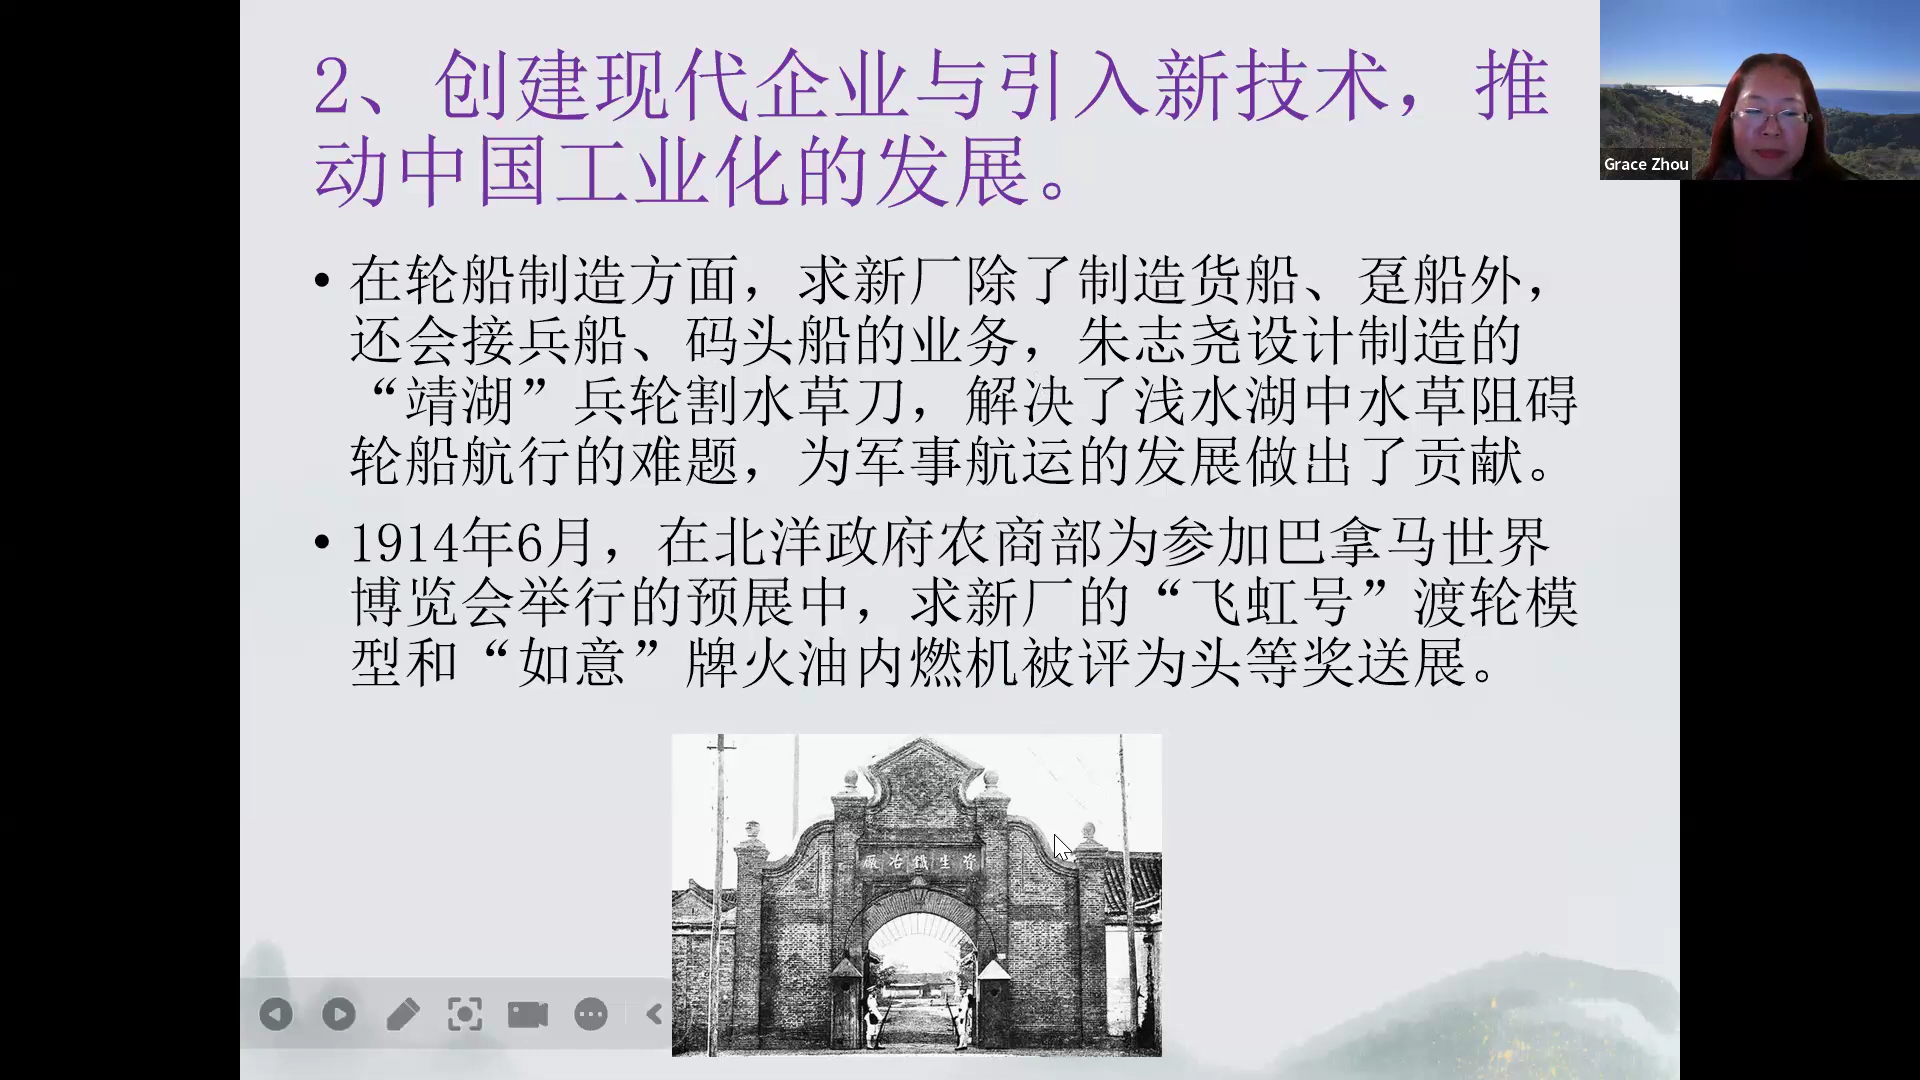 2、创建现代企业与引入新技术，推
动中国工业化的发展。
Grace Zhou
• 在轮船制造方面，求新厂除了制造货船、趸船外，
还会接兵船、码头船的业务，朱志尧设计制造的
“靖湖”兵轮割水草刀，解决了浅水湖中水草阻碍
轮船航行的难题，为军事航运的发展做出了贡献。
• 1914年6月，在北洋政府农商部为参加巴拿马世界
博览会举行的预展中，求新厂的“飞虹号”渡轮模
型和“如意”牌火油内燃机被评为头等奖送展。
廠冶鐵生資